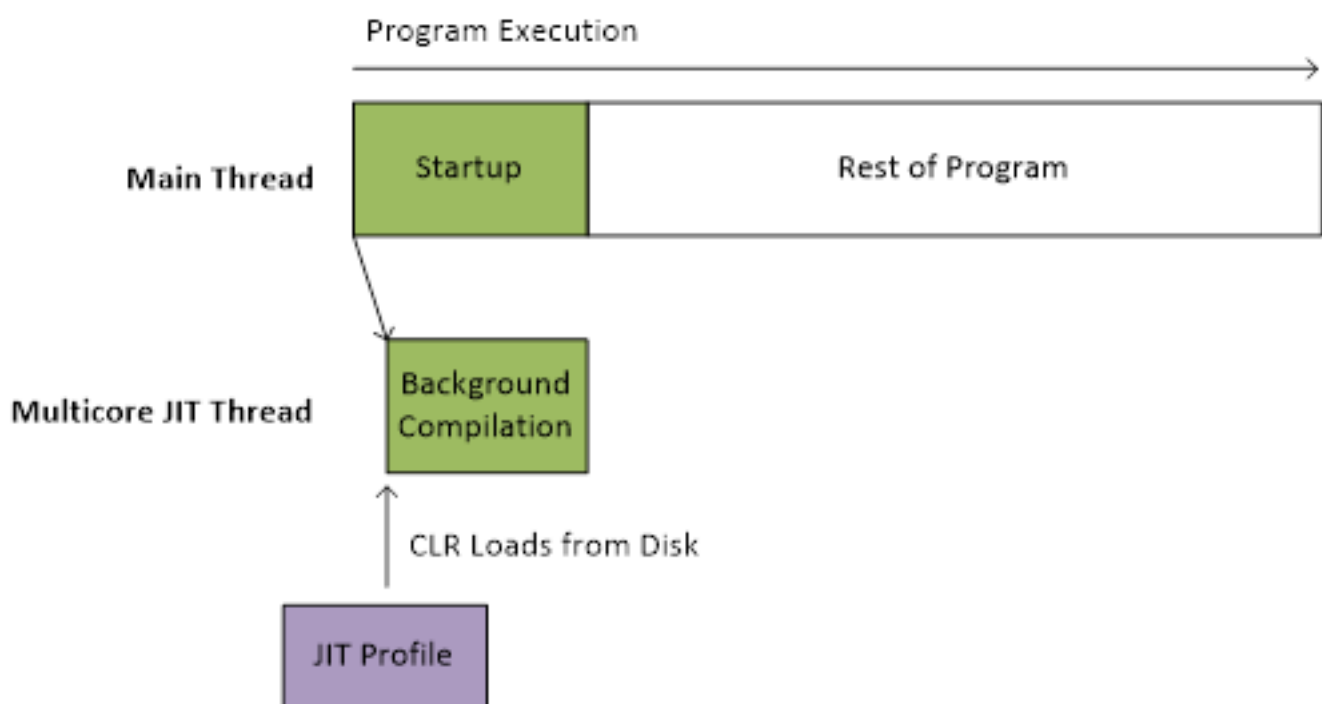 Program Execution
Main Thread
Startup
Rest of Program
Multicore JIT Thread
Background
Compilation
CLR Loads from Disk
JIT Profile